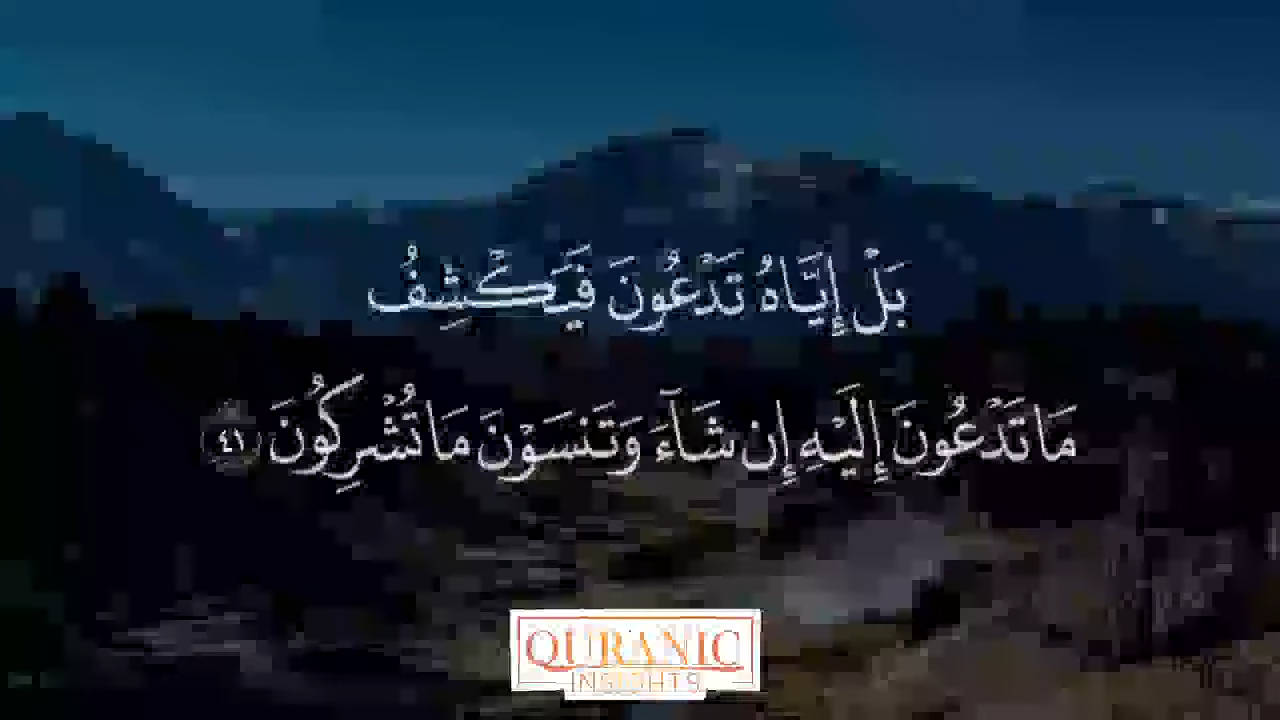 بَلْ إِيَّاهُ تَدْعُونَ فَيَكْشِفُ
مَا تَدْعُونَ إِلَيْهِ إِن شَآءَ وَتَنسَوْنَ مَا تُشْرِكُونَ ٤١
QURANIC
INSIGHTS